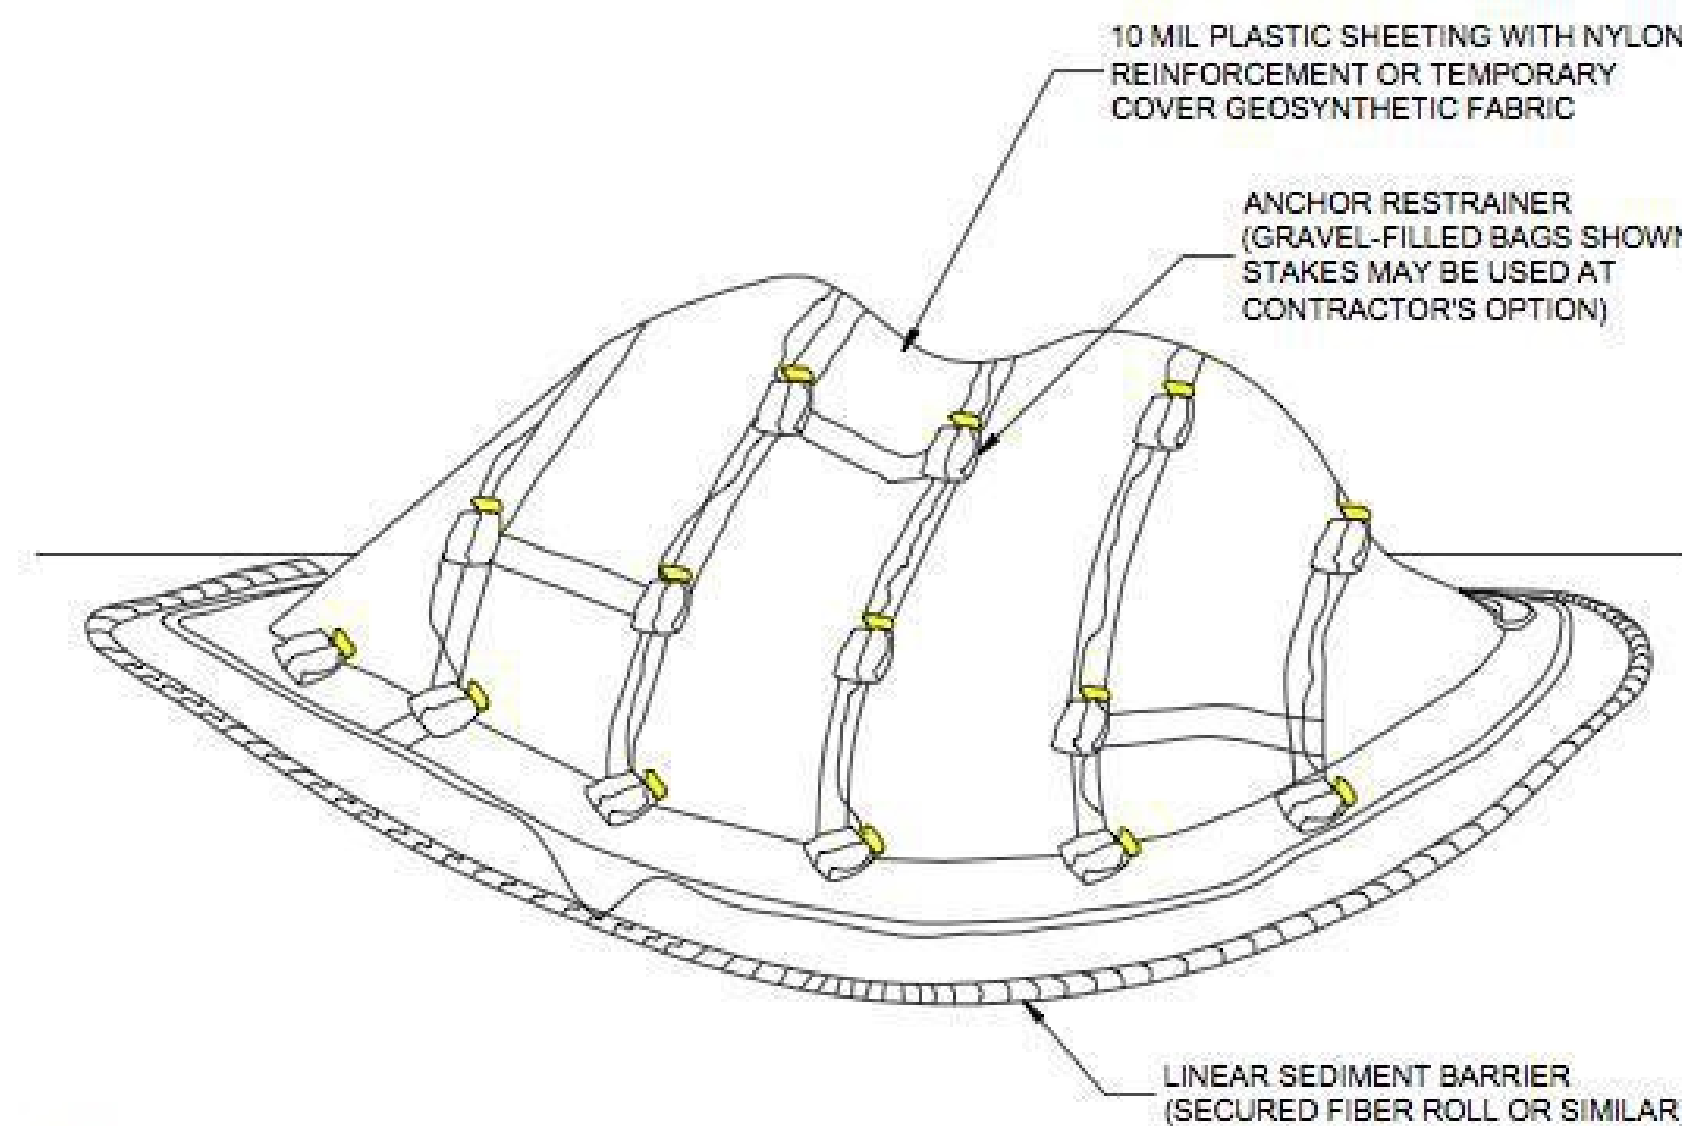 10 MIL PLASTIC SHEETING WITH NYLON
REINFORCEMENT OR TEMPORARY
COVER GEOSYNTHETIC FABRIC
ANCHOR RESTRAINER
(GRAVEL-FILLED BAGS SHOWN
STAKES MAY BE USED AT
CONTRACTOR'S OPTION)
LINEAR SEDIMENT BARRIER
(SECURED FIBER ROLL OR SIMILAR)